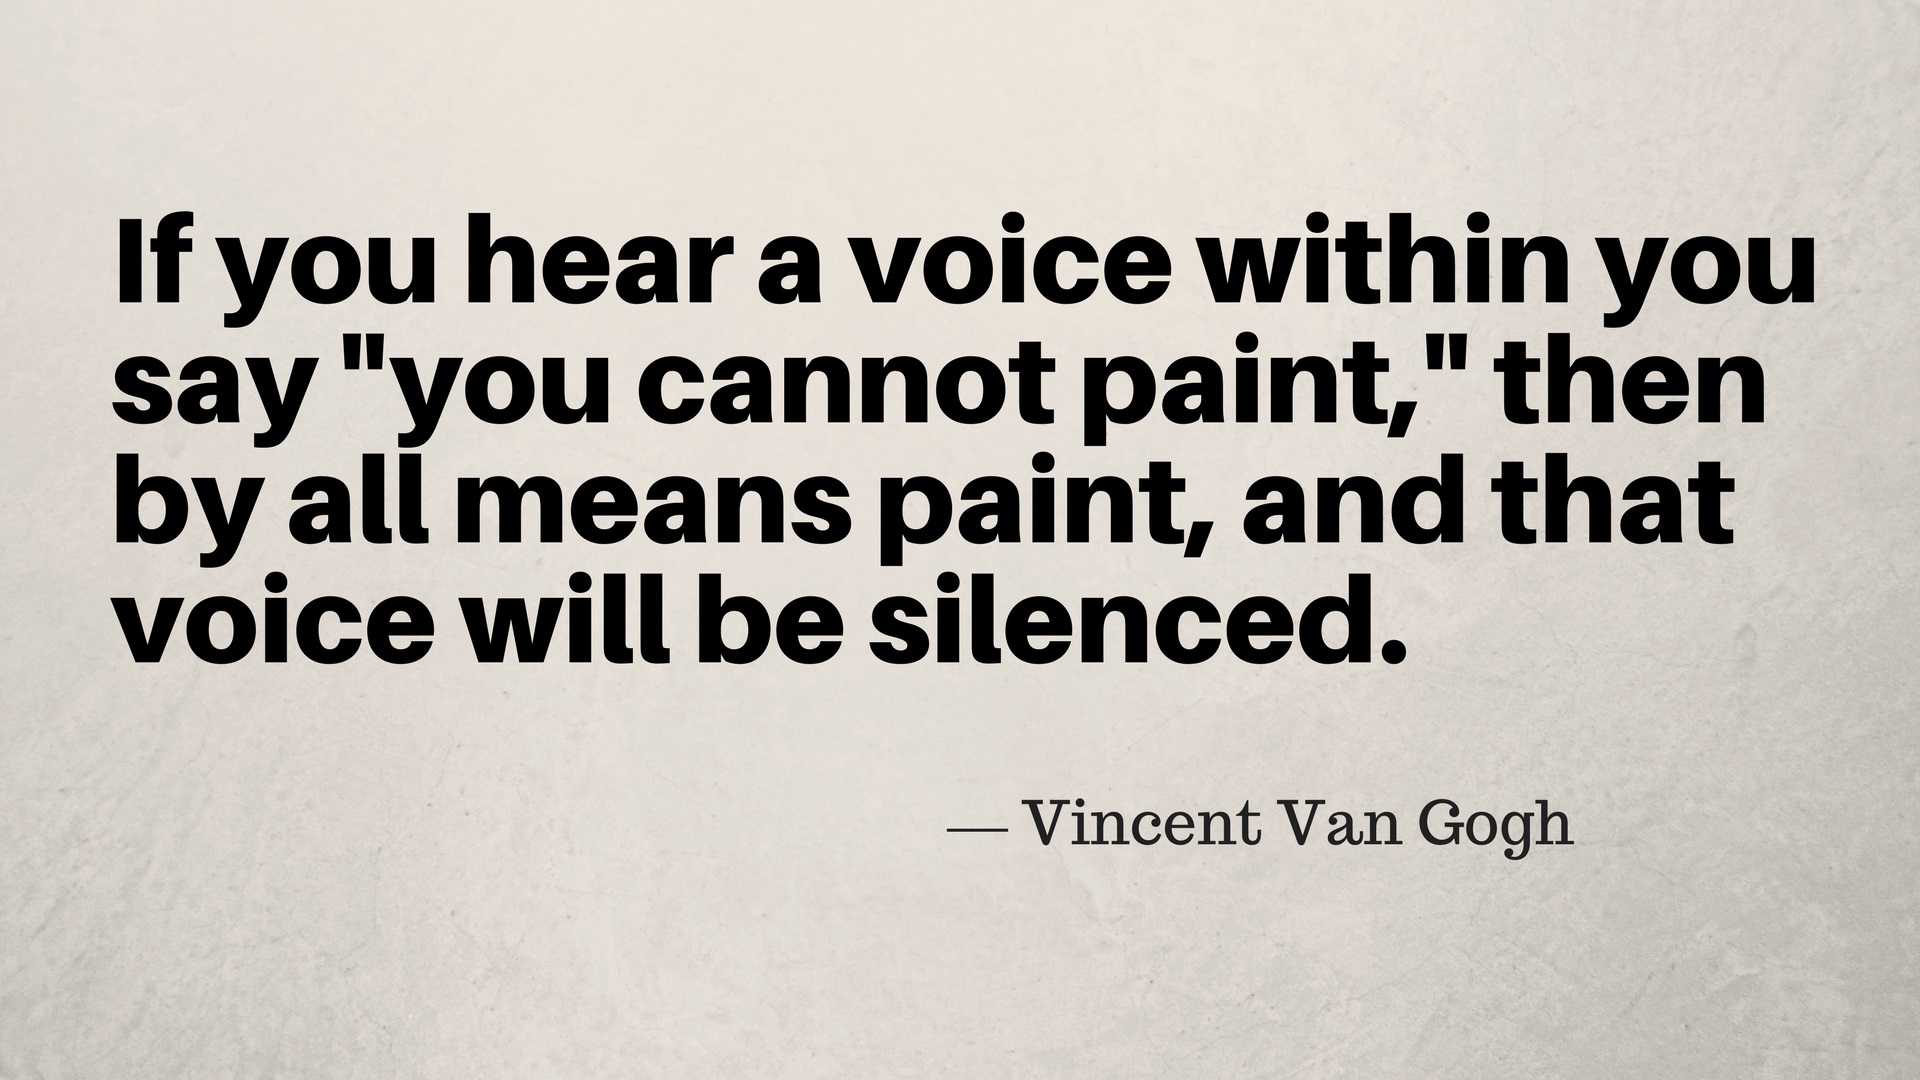 If you hear a voice within you
say "you cannot paint," then
by all means paint, and that
voice will be silenced.
— Vincent Van Gogh